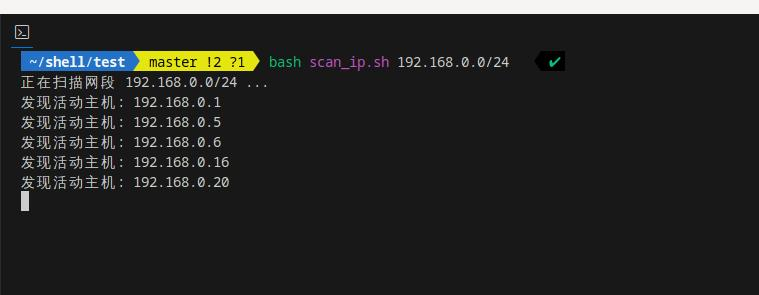 ~/shell/test master !2 ?1 bash scan_ip.sh 192.168.0.0/24 ✔
正在扫描网段 192.168.0.0/24 ...
发现活动主机: 192.168.0.1
发现活动主机: 192.168.0.5
发现活动主机: 192.168.0.6
发现活动主机: 192.168.0.16
发现活动主机: 192.168.0.20